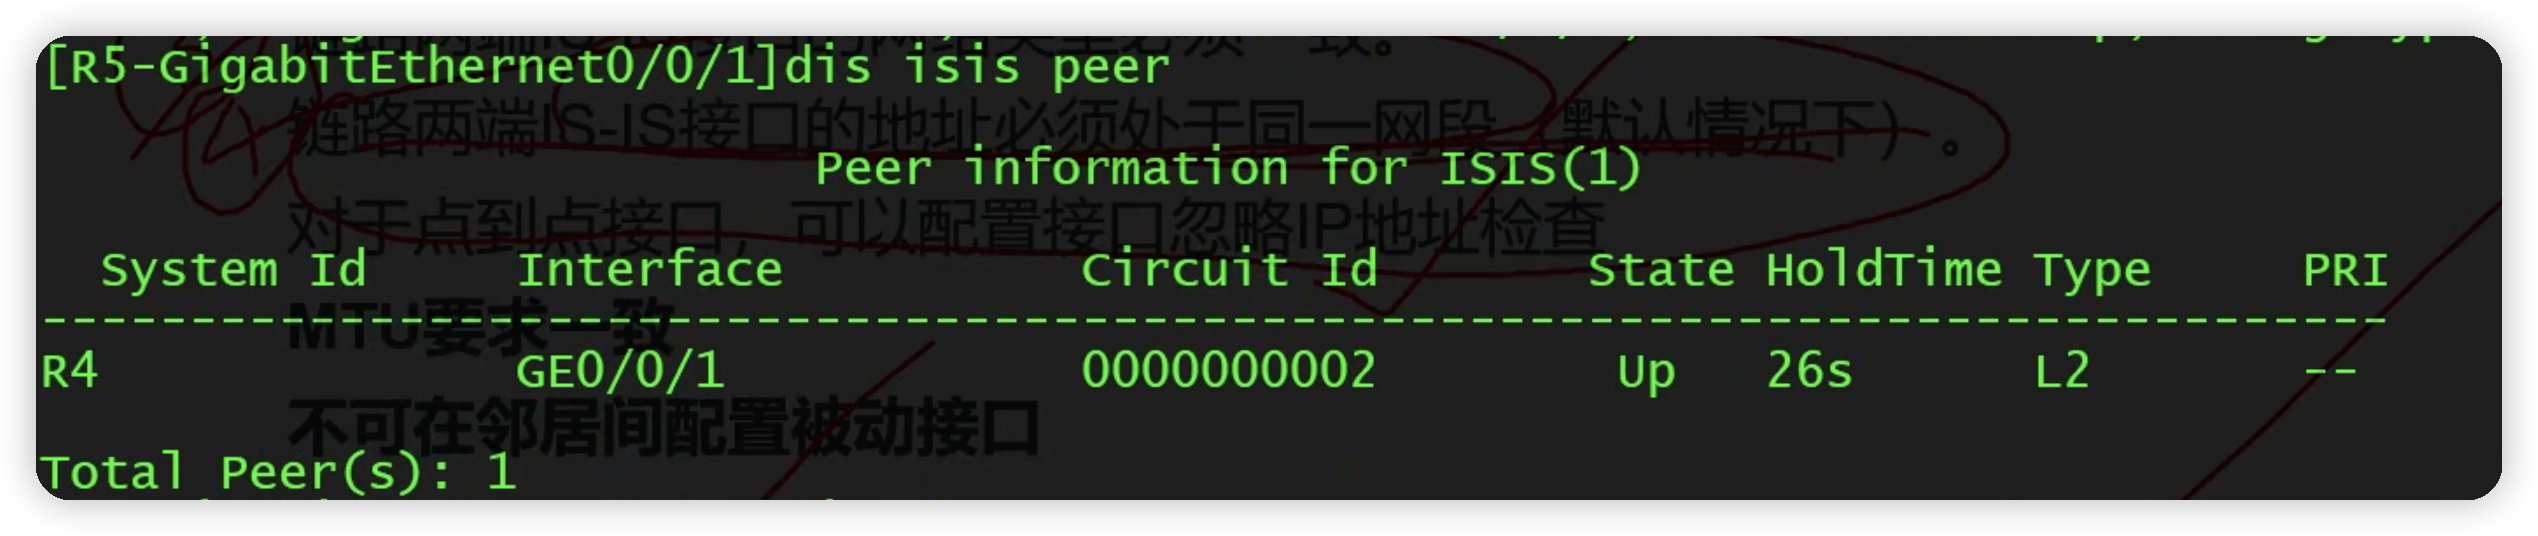 [R5-GigabitEthernet0/0/1]dis isis peer
链路两端IS-IS接口的地址必须处于同一网段（默认情况下）。
Peer information for ISIS(1)
对于点到点接口，可以配置接口忽略IP地址检查
System Id Interface Circuit Id State HoldTime Type PRI
--------------------------------------------------------------------------------
MTU要求一致
R4 GE0/0/1 0000000002 Up 26s L2 --
不可在邻居间配置被动接口
Total Peer(s): 1